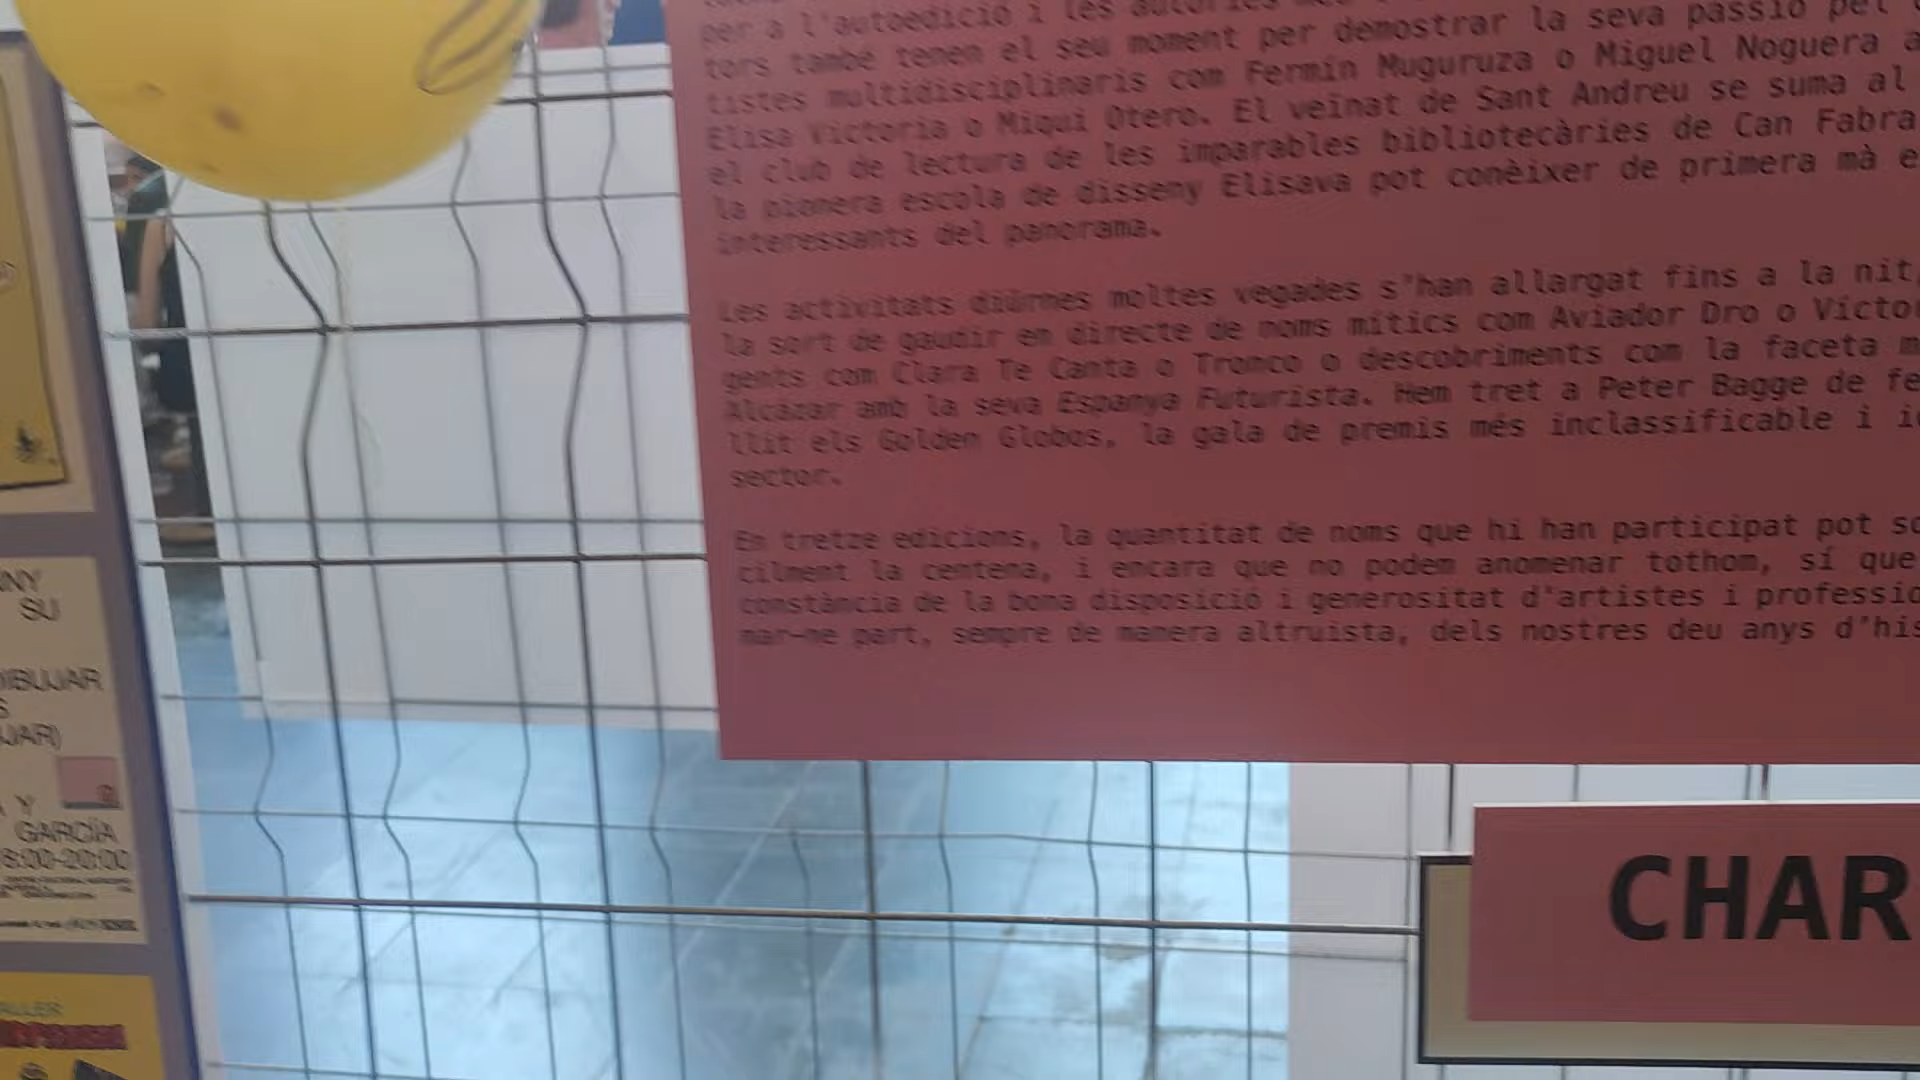 per a l'autoedició i les autories més
tors també tenen el seu moment per demostrar la seva passió pel
tistes multidisciplinaris com Fermín Muguruza o Miguel Noguera a
Elisa Victoria o Miqui Otero. El veïnat de Sant Andreu se suma al
el club de lectura de les imparables bibliotecàries de Can Fabra
la pionera escola de disseny Elisava pot conèixer de primera mà e
interessants del panorama.
Les activitats diürnes moltes vegades s'han allargat fins a la nit,
la sort de gaudir en directe de noms mítics com Aviador Dro o Víctor
gents com Clara Te Canta o Tronco o descobriments com la faceta m
Alcázar amb la seva Espanya Futurista. Hem tret a Peter Bagge de fe
llit els Golden Globos, la gala de premis més inclassificable i i
sector.
En tretze edicions, la quantitat de noms que hi han participat pot so
cilment la centena, i encara que no podem anomenar tothom, sí que
constància de la bona disposició i generositat d'artistes i professio
mar-ne part, sempre de manera altruista, dels nostres deu anys d'his
CHAR
NY
SU
DIBUJAR
S
JAR)
A Y
GARCÍA
8:00-20:00
ALLER